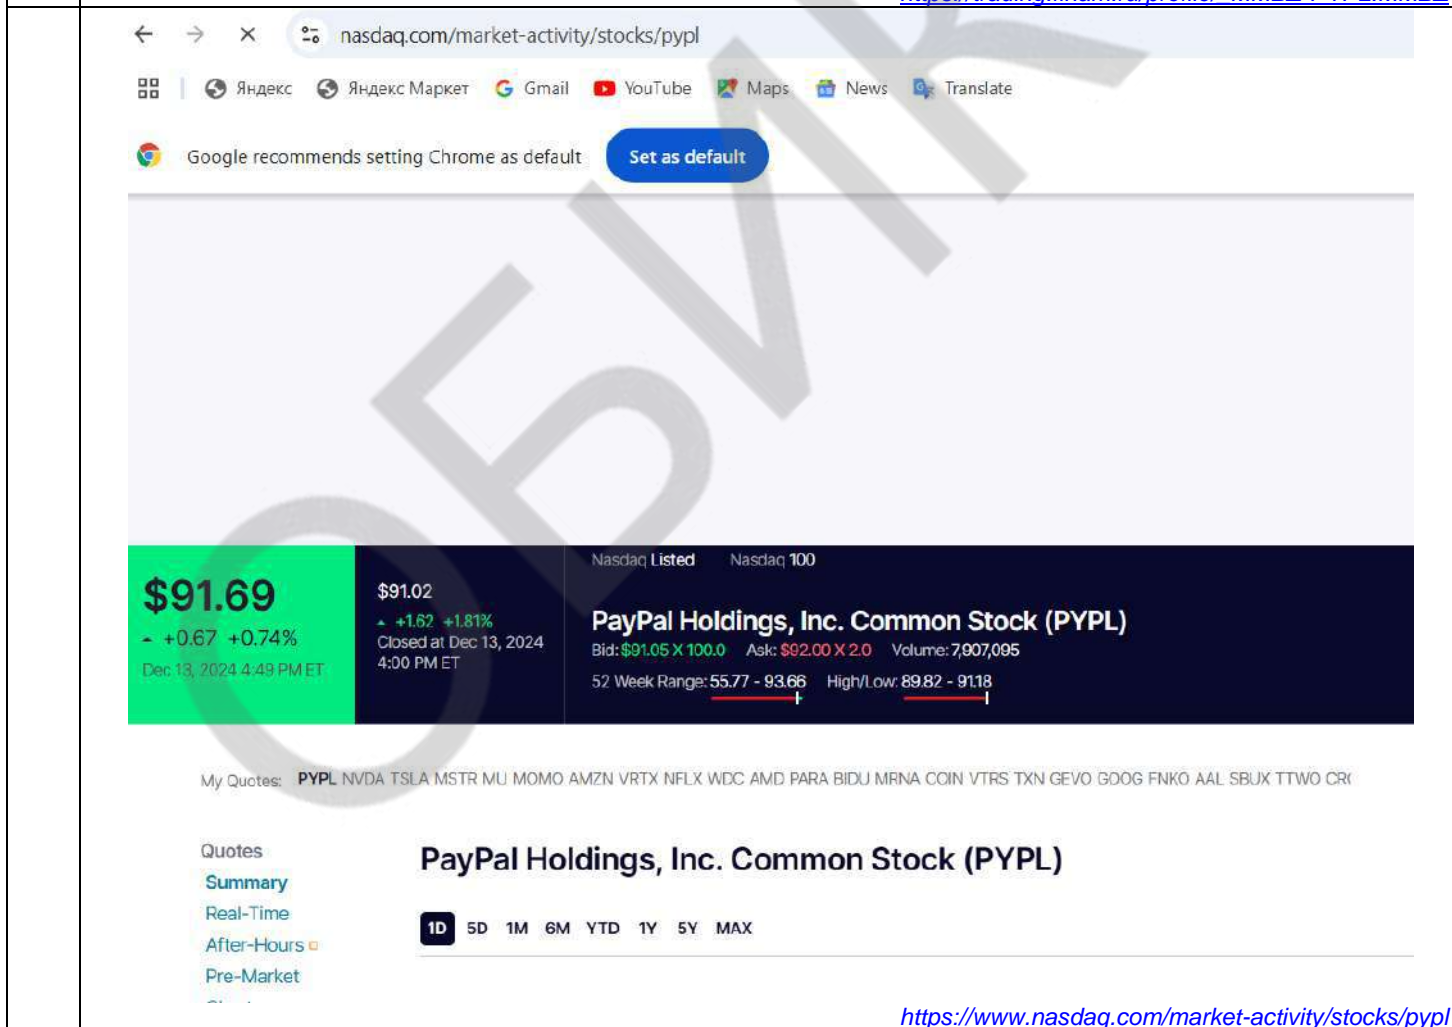 nasdaq.com/market-activity/stocks/pypl
Яндекс Яндекс Маркет Gmail YouTube Maps News Translate
Google recommends setting Chrome as default Set as default
ОБИК
Nasdaq Listed Nasdaq 100
$91.69
+0.67 +0.74%
Dec 13, 2024 4:49 PM ET
$91.02
+1.62 +1.81%
Closed at Dec 13, 2024
4:00 PM ET
PayPal Holdings, Inc. Common Stock (PYPL)
Bid: $91.05 X 100.0 Ask: $92.00 X 2.0 Volume: 7,907,095
52 Week Range: 55.77 - 93.66 High/Low: 89.82 - 91.18
My Quotes: PYPL NVDA TSLA MSTR MU MOMO AMZN VRTX NFLX WDC AMD PARA BIDU MRNA COIN VTRS TXN GEVO GOOG FNKO AAL SBUX TTWO
Quotes
Summary
Real-Time
After-Hours
Pre-Market
PayPal Holdings, Inc. Common Stock (PYPL)
1D 5D 1M 6M YTD 1Y 5Y MAX
https://www.nasdaq.com/market-activity/stocks/pypl